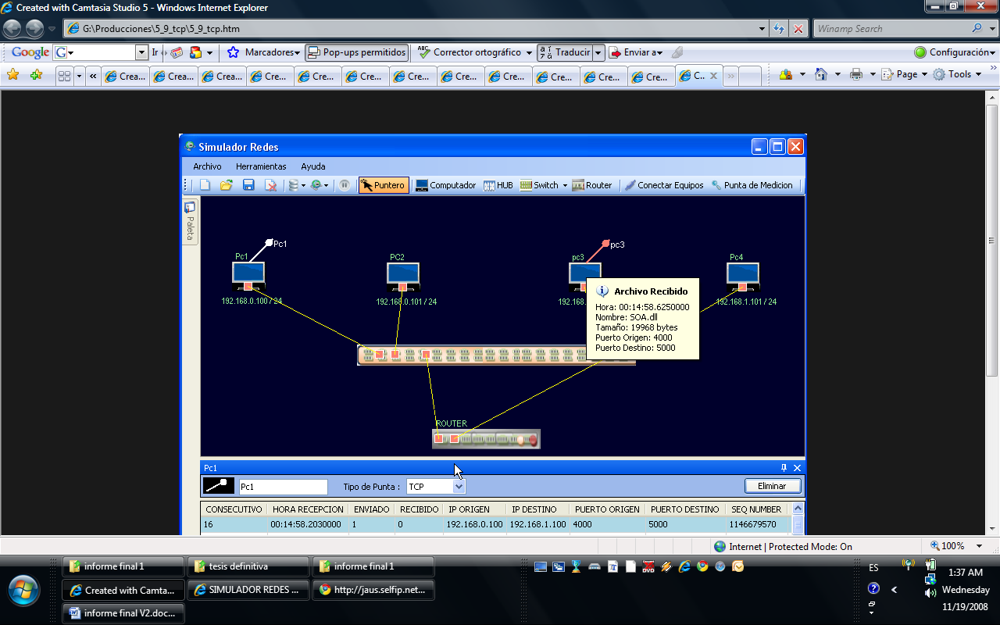 Created with Camtasia Studio 5 - Windows Internet Explorer
G:\Producciones\5_9_tcp\5_9_tcp.htm
Winamp Search
Google G Ir Marcadores Pop-ups permitidos ABC Corrector ortográfico Traducir Enviar a Configuración
Crea... Crea... Crea... Cre... Cre... Cre... Cre... Cre... Cre... Cre... Cre... Cre... C.. Page Tools
Simulador Redes
Archivo Herramientas Ayuda
Puntero Computador HUB Switch Router Conectar Equipos Punta de Medicion
Paleta
Pc1 pc3
Pc1 PC2 pc3 Pc4
192.168.0.100 / 24 192.168.0.101 / 24 192.168. 192.168.1.101 / 24
Archivo Recibido
Hora: 00:14:58.6250000
Nombre: SOA.dll
Tamaño: 19968 bytes
Puerto Origen: 4000
Puerto Destino: 5000
ROUTER
Pc1
Pc1 Tipo de Punta : TCP Eliminar
CONSECUTIVO HORA RECEPCION ENVIADO RECIBIDO IP ORIGEN IP DESTINO PUERTO ORIGEN PUERTO DESTINO SEQ NUMBER
16 00:14:58.2030000 1 0 192.168.0.100 192.168.1.100 4000 5000 1146679570
Internet | Protected Mode: On 100%
informe final 1 tesis definitiva informe final 1
Created with Camta... SIMULADOR REDES ... http://jaus.selfip.net...
informe final V2.doc...
DVD
ES
1:37 AM
Wednesday
11/19/2008